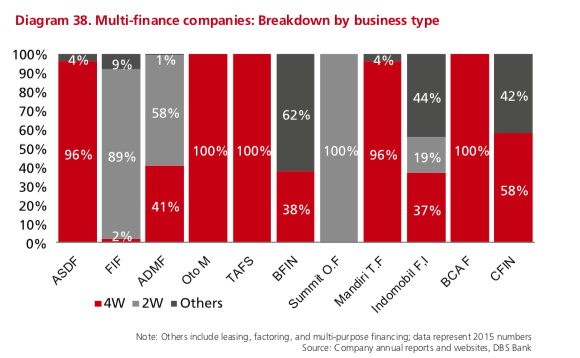 Diagram 38. Multi-finance companies: Breakdown by business type
100%
90%
80%
70%
60%
50%
40%
30%
20%
10%
0%
4% 9% 1% 4%
96% 89% 58% 100% 100% 62% 100% 96% 44% 100% 42%
2% 41% 38% 19% 58%
37%
ASDF FIF ADMF Oto M TAFS BFIN Summit O.F Mandiri T.F Indomobil F,I BCA F CFIN
4W 2W Others
Note: Others include leasing, factoring, and multi-purpose financing; data represent 2015 numbers
Source: Company annual reports and websites, DBS Bank